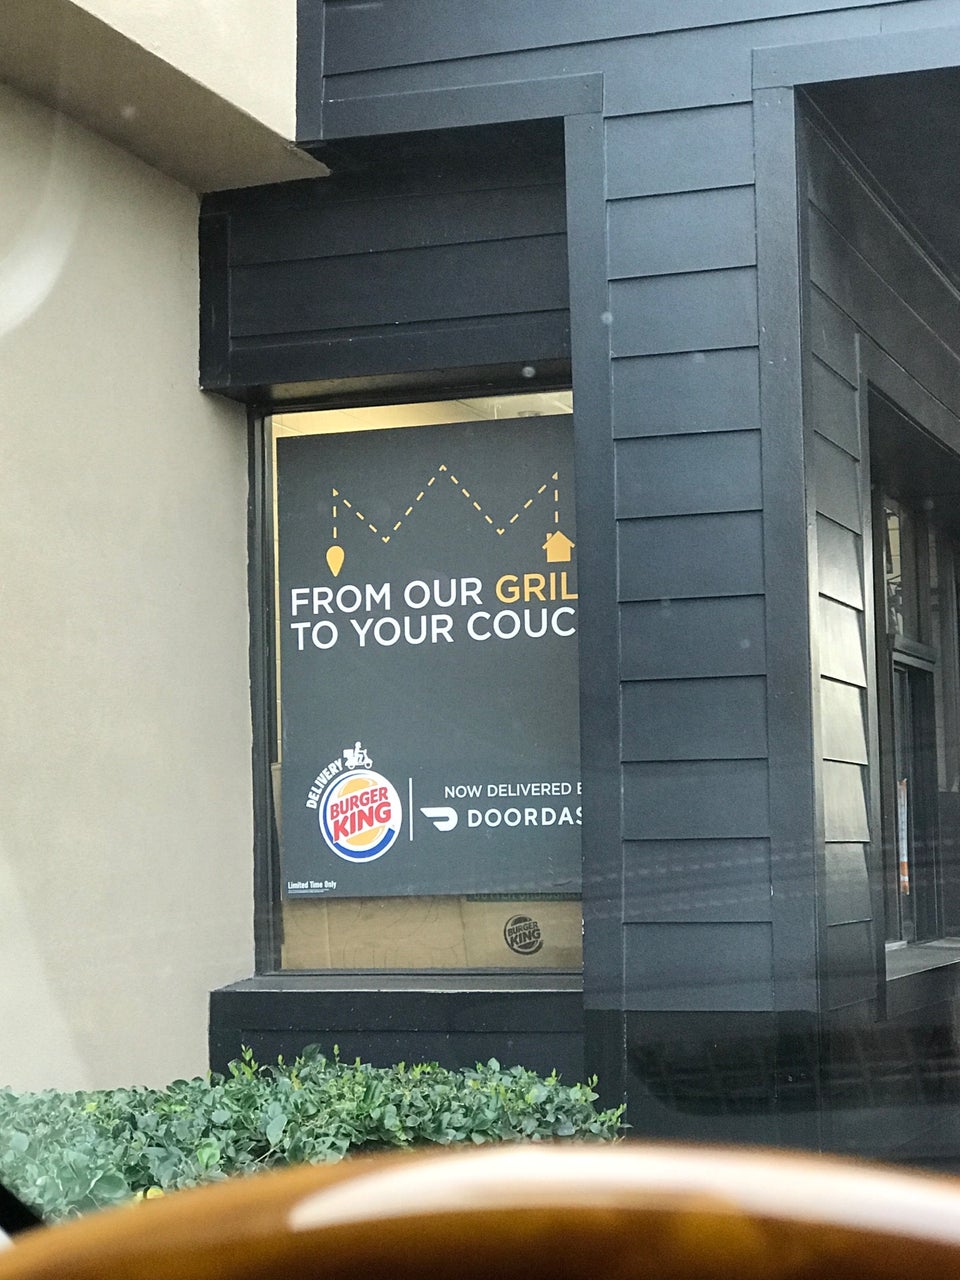 FROM OUR GRIL
TO YOUR COUC
DELIVERY
BURGER
KING
NOW DELIVERED B
DOORDAS
Limited Time Only
BURGER
KING